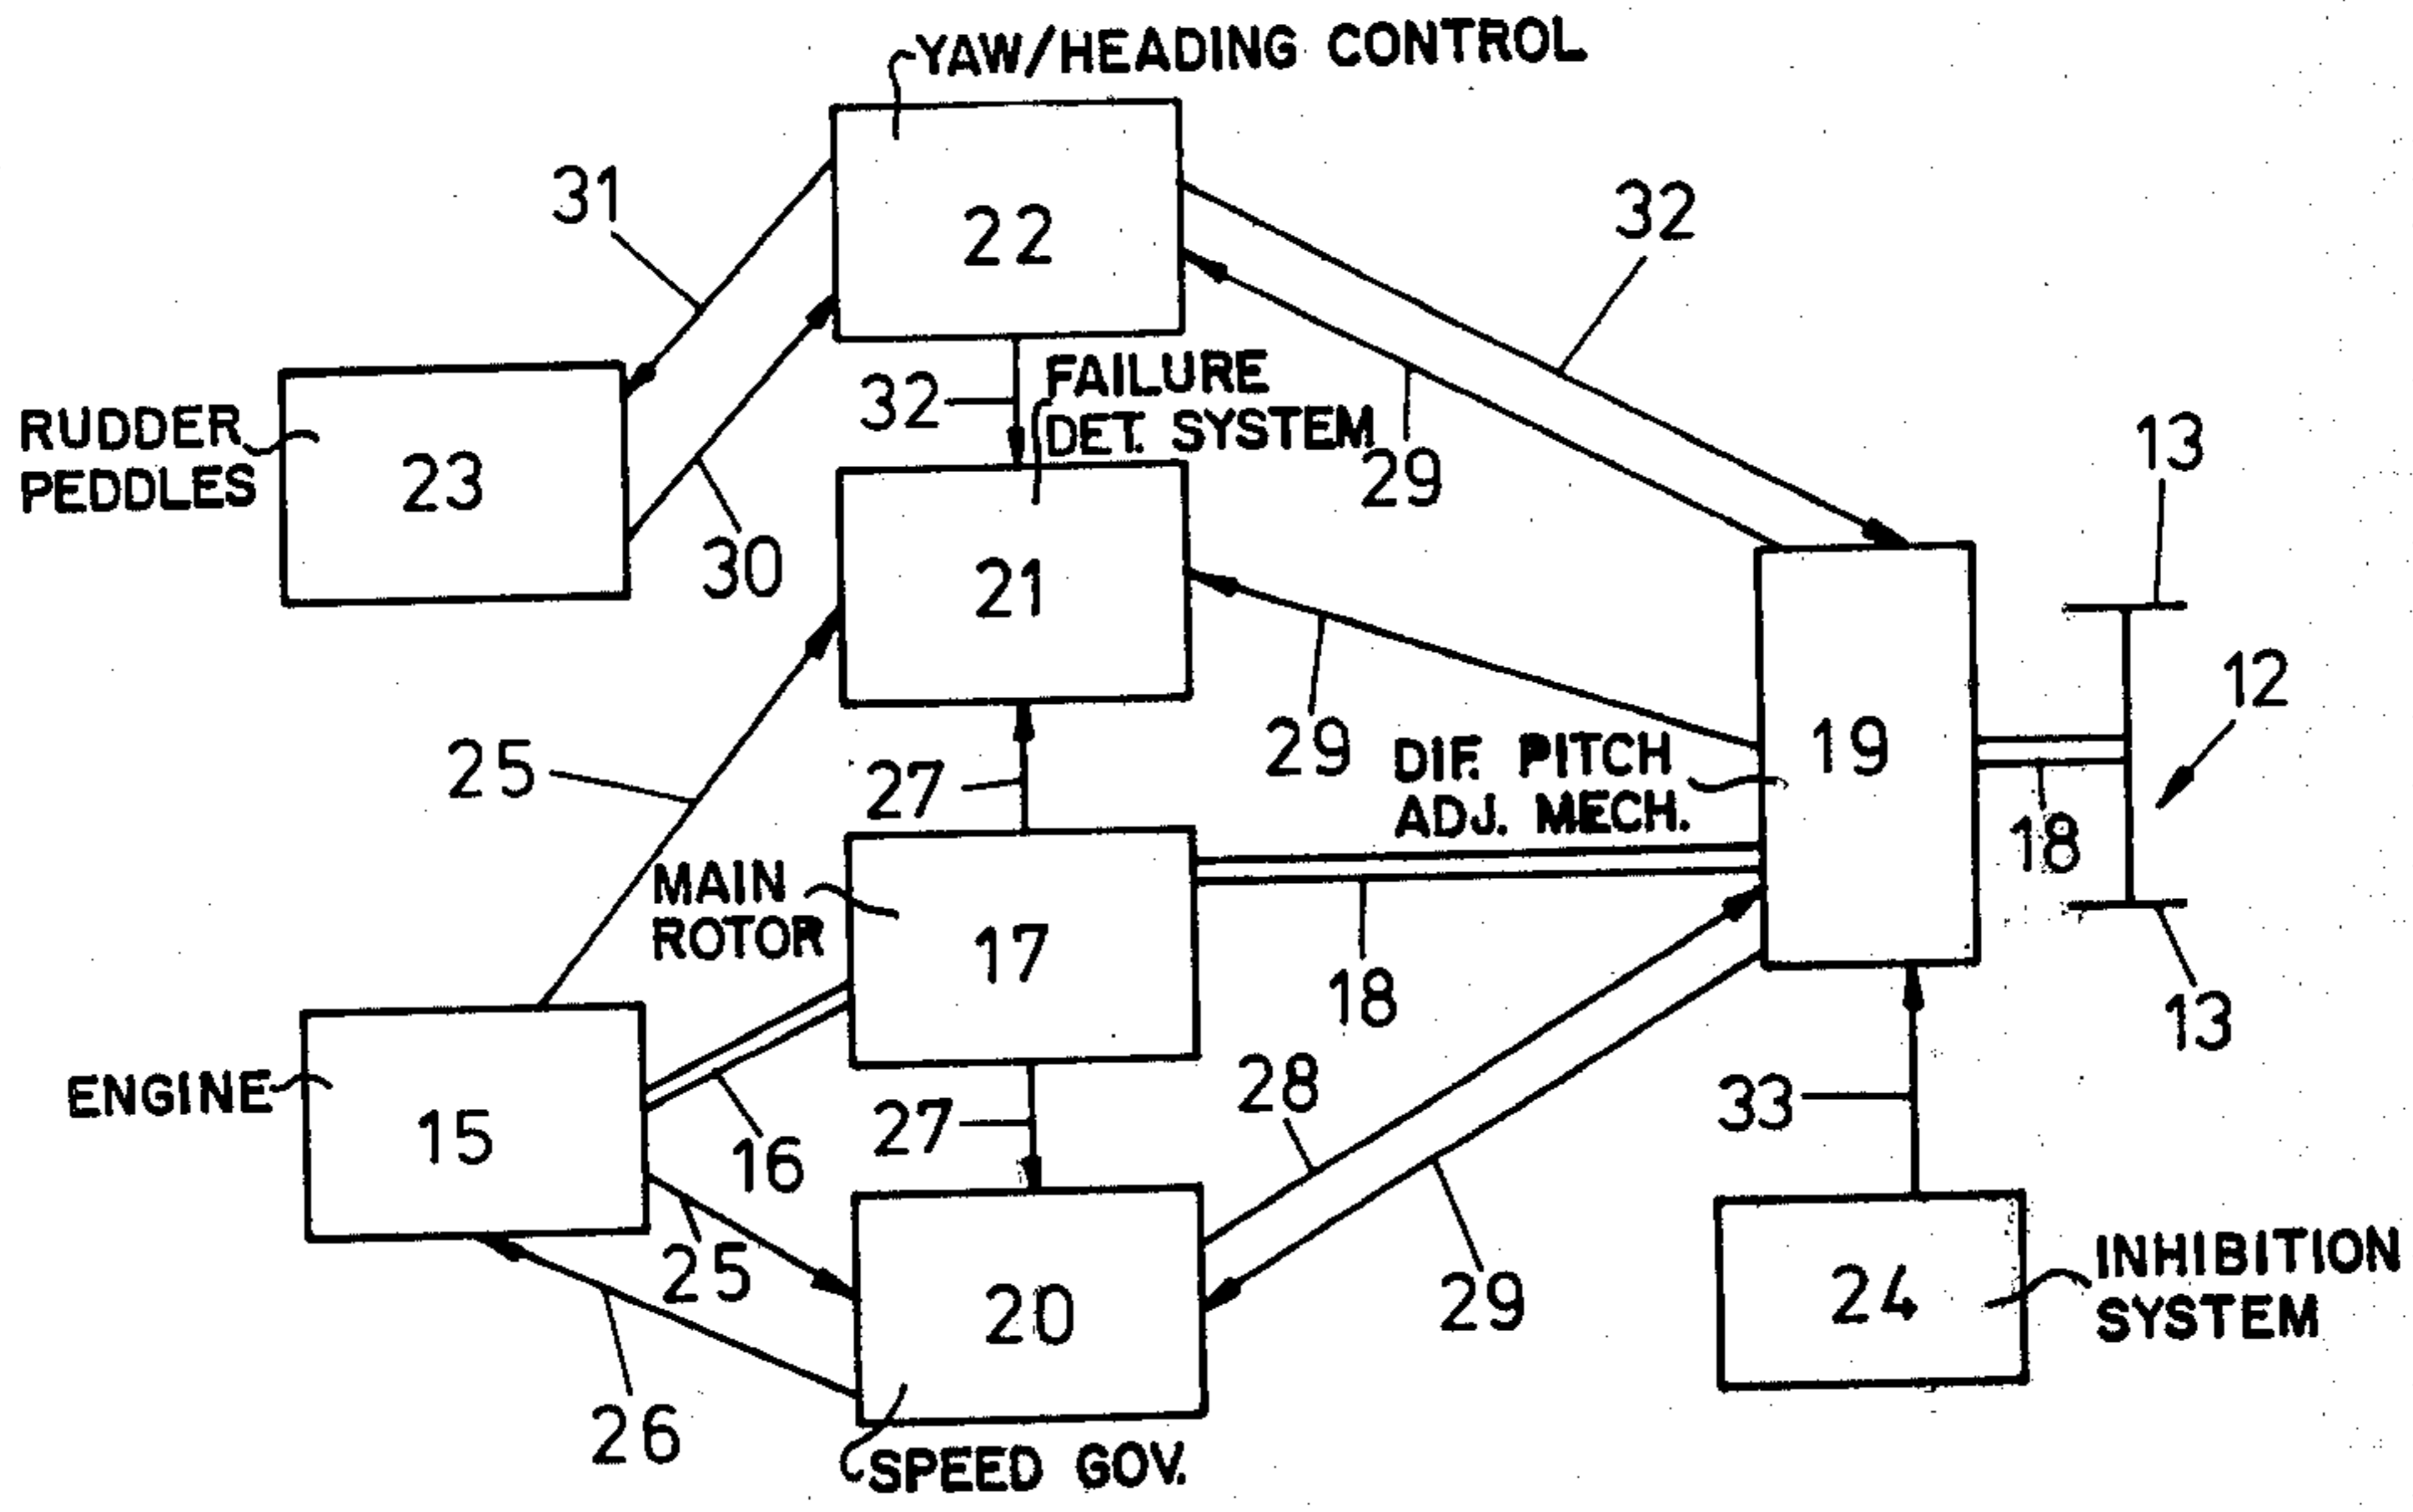 YAW/HEADING CONTROL
31
22
32
FAILURE
DET. SYSTEM
32
29
RUDDER
PEDDLES
23
30
21
13
12
25
27
29
DIF. PITCH
ADJ. MECH.
19
18
MAIN
ROTOR
17
18
13
ENGINE
15
16
27
28
33
25
20
29
24
INHIBITION
SYSTEM
26
SPEED GOV.